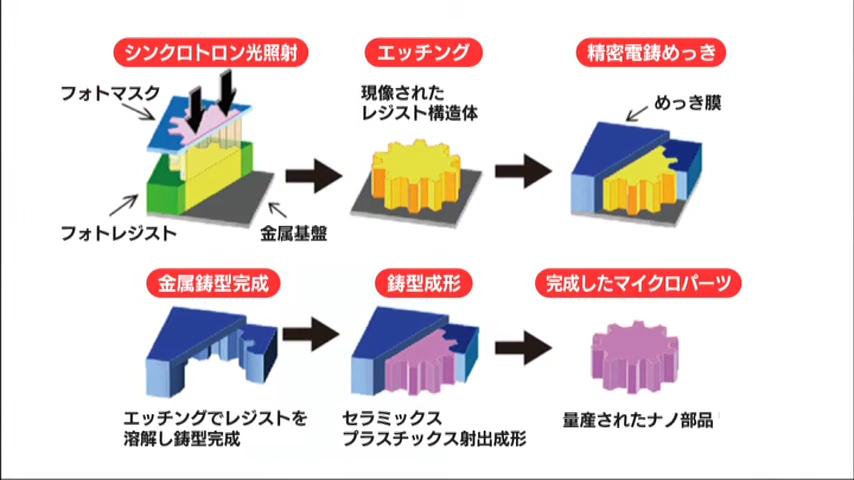 シンクロトロン光照射
エッチング
精密電鋳めっき
フォトマスク
現像された
レジスト構造体
めっき膜
フォトレジスト
金属基盤
金属鋳型完成
鋳型成形
完成したマイクロパーツ
エッチングでレジストを
溶解し鋳型完成
セラミックス
プラスチックス射出成形
量産されたナノ部品